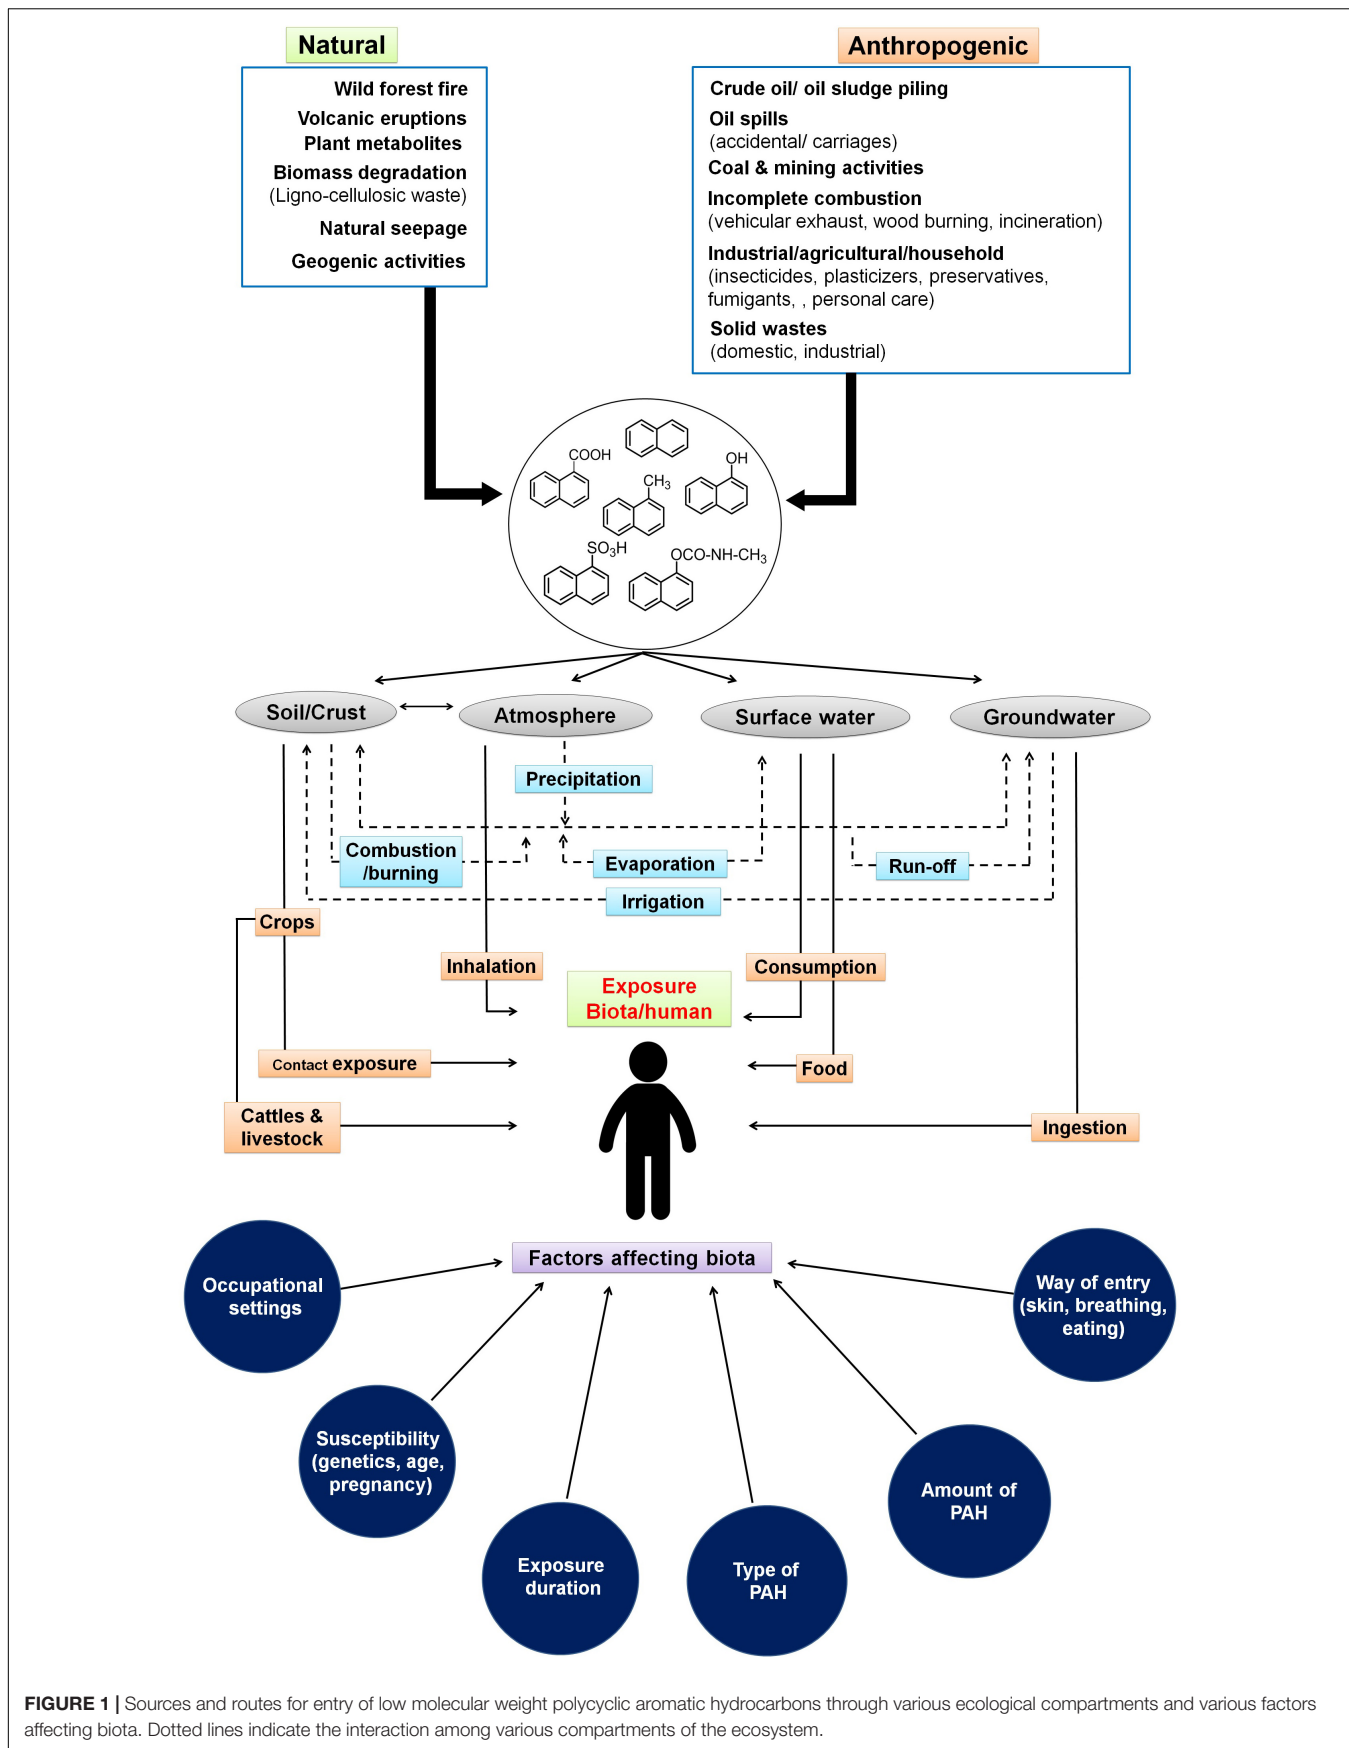 Natural
Wild forest fire
Volcanic eruptions
Plant metabolites
Biomass degradation
(Ligno-cellulosic waste)
Natural seepage
Geogenic activities
Anthropogenic
Crude oil/ oil sludge piling
Oil spills
(accidental/ carriages)
Coal & mining activities
Incomplete combustion
(vehicular exhaust, wood burning, incineration)
Industrial/agricultural/household
(insecticides, plasticizers, preservatives,
fumigants, , personal care)
Solid wastes
(domestic, industrial)
COOH
CH3
OH
SO3H
OCO-NH-CH3
Soil/Crust
Atmosphere
Surface water
Groundwater
Precipitation
Combustion
/burning
Evaporation
Run-off
Irrigation
Crops
Inhalation
Consumption
Exposure
Biota/human
Contact exposure
Food
Cattles &
livestock
Ingestion
Factors affecting biota
Occupational
settings
Way of entry
(skin, breathing,
eating)
Susceptibility
(genetics, age,
pregnancy)
Amount of
PAH
Exposure
duration
Type of
PAH
FIGURE 1 | Sources and routes for entry of low molecular weight polycyclic aromatic hydrocarbons through various ecological compartments and various factors
affecting biota. Dotted lines indicate the interaction among various compartments of the ecosystem.